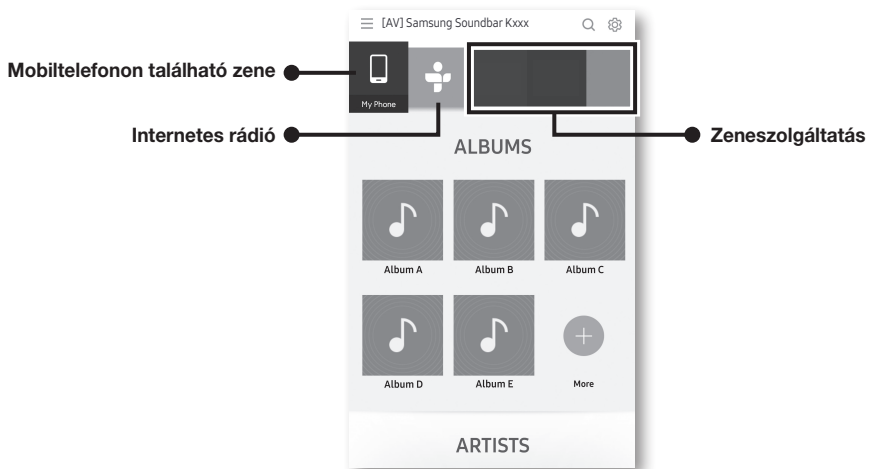 [AV] Samsung Soundbar Kxxx
Mobiltelefonon található zene
My Phone
Internetes rádió
Zeneszolgáltatás
ALBUMS
Album A
Album B
Album C
Album D
Album E
More
ARTISTS